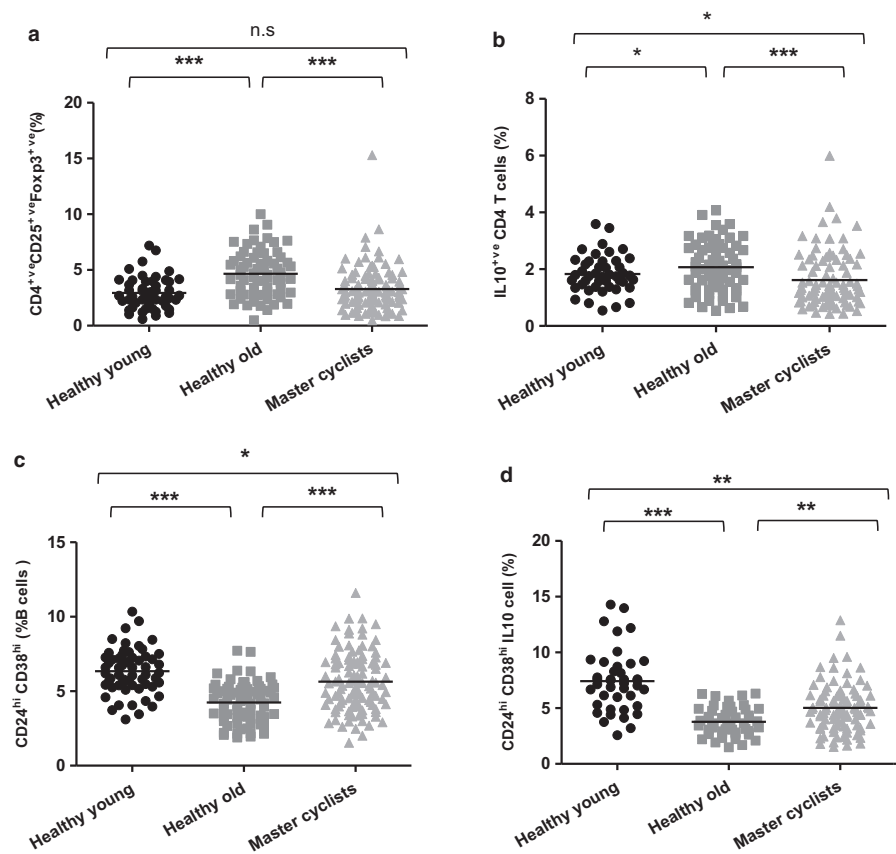 a
n.s
***
***
CD4+veCD25+veFoxp3+ve(%)
20
15
10
5
0
Healthy young
Healthy old
Master cyclists
b
*
*
***
IL10+ve CD4 T cells (%)
8
6
4
2
0
Healthy young
Healthy old
Master cyclists
c
*
***
***
CD24hi CD38hi (%B cells )
15
10
5
0
Healthy young
Healthy old
Master cyclists
d
**
***
**
CD24hi CD38hi IL10 cell (%)
20
15
10
5
0
Healthy young
Healthy old
Master cyclists